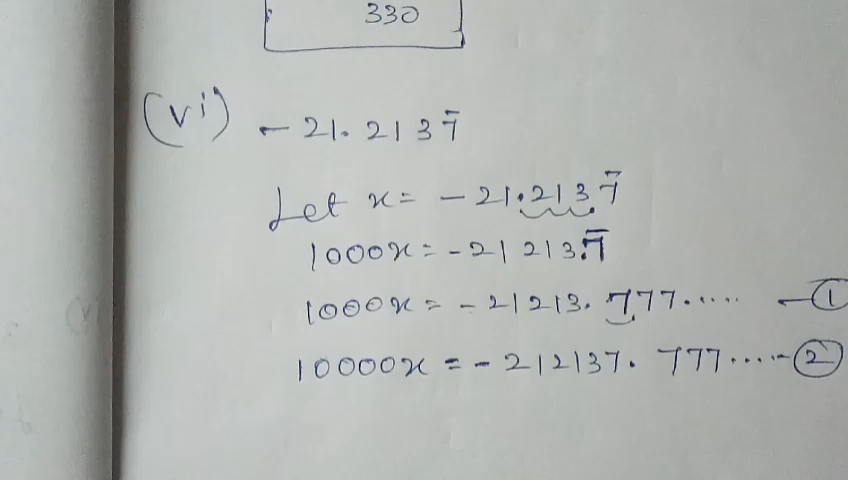 330
(vi) - 21.2137̄
Let x = -21.2137̄
1000x = -21213.7̄
1000x = -21213.777..... —①
10000x = -212137.777....-②